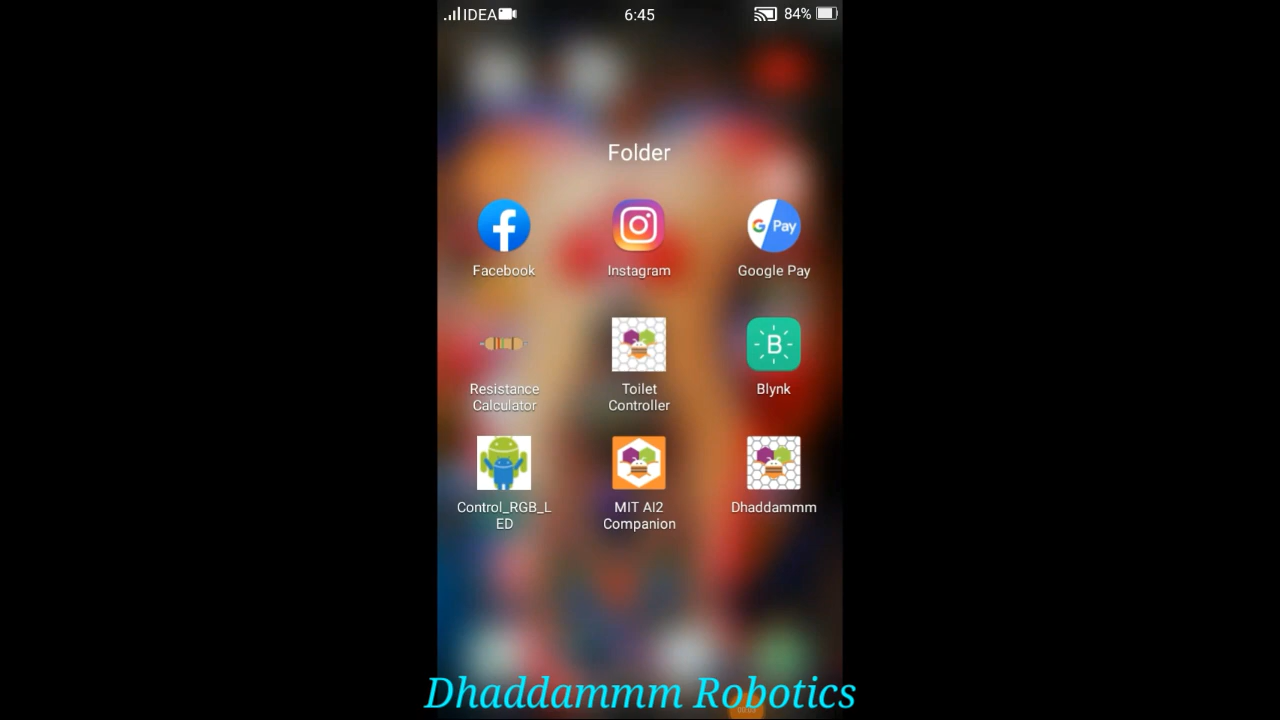 IDEA 6:45 84%
Folder
Facebook Instagram Google Pay
G Pay
B
Resistance Calculator
Toilet Controller
Blynk
Control_RGB_L
ED
MIT AI2
Companion
Dhaddammm
Dhaddammm Robotics